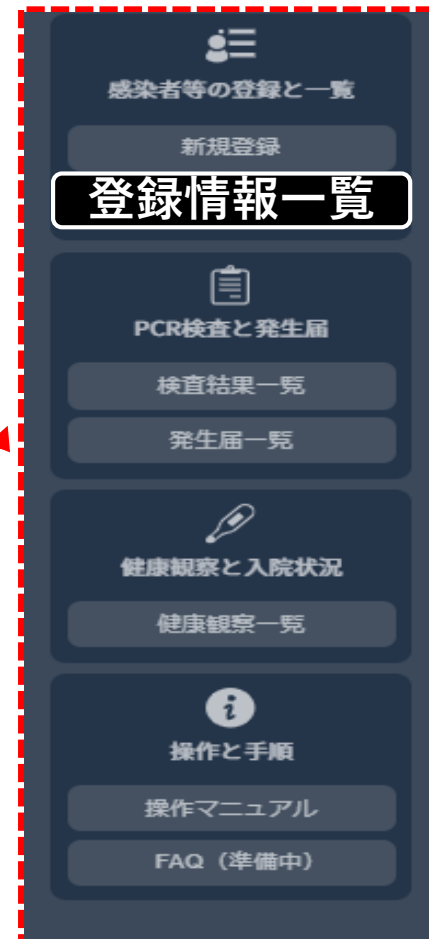 感染者等の登録と一覧
新規登録
登録情報一覧
PCR検査と発生届
検査結果一覧
発生届一覧
健康観察と入院状況
健康観察一覧
操作と手順
操作マニュアル
FAQ（準備中）